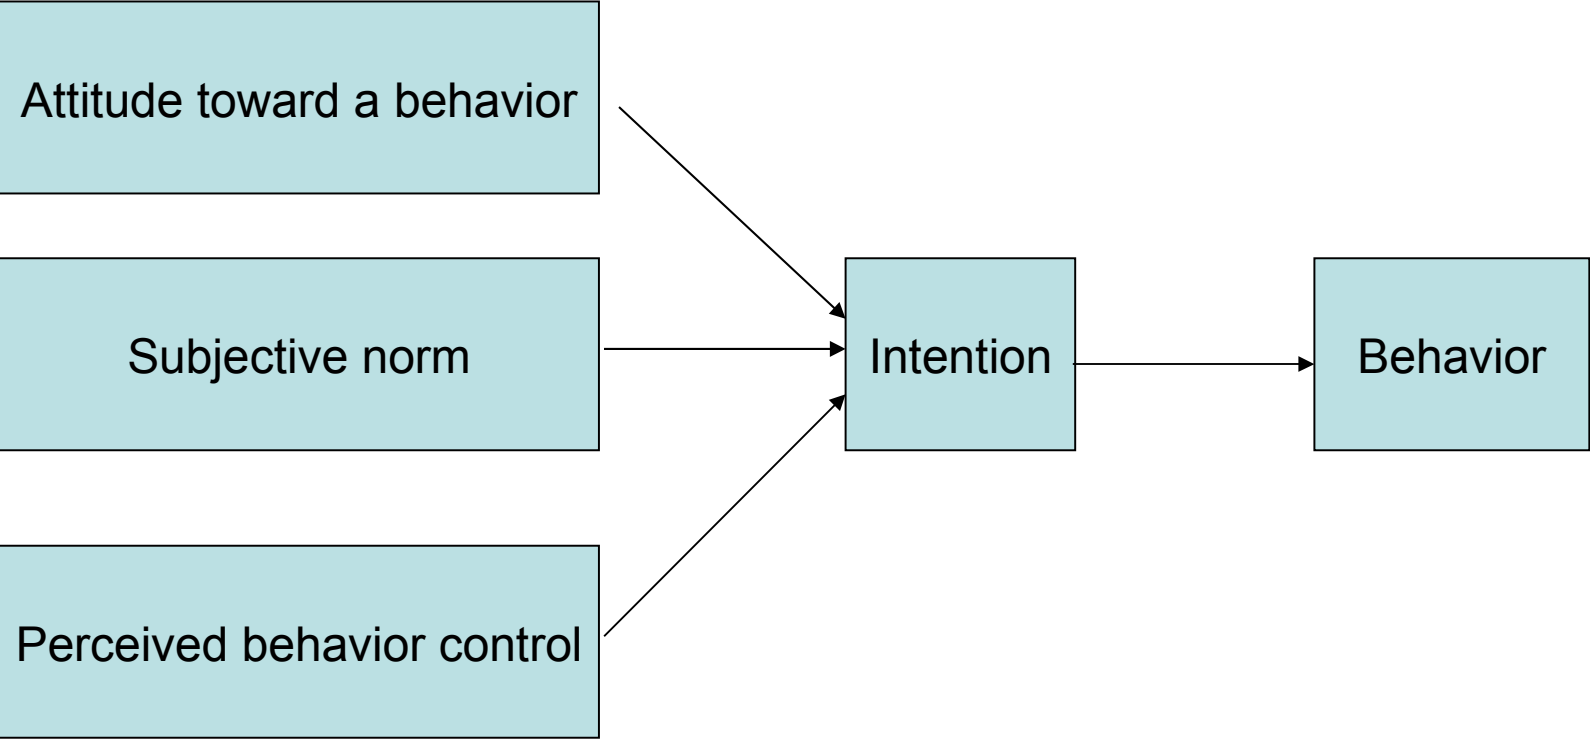 Attitude toward a behavior
Subjective norm
Intention
Behavior
Perceived behavior control